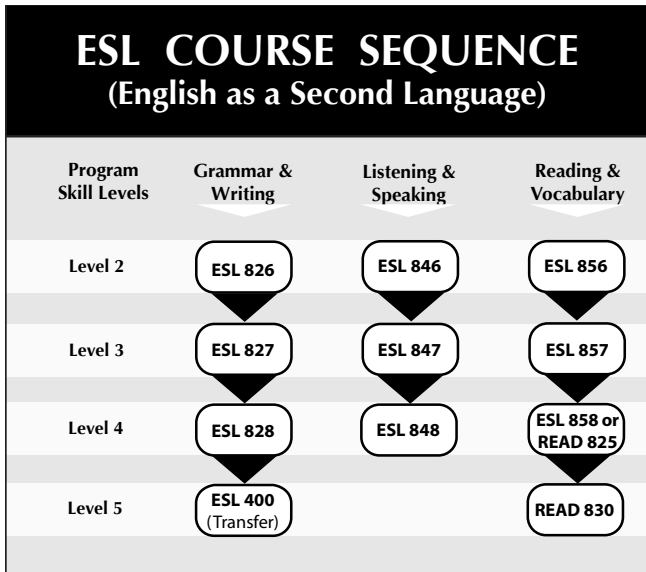 ESL COURSE SEQUENCE
(English as a Second Language)
Program
Skill Levels
Grammar &
Writing
Listening &
Speaking
Reading &
Vocabulary
Level 2
ESL 826
ESL 846
ESL 856
Level 3
ESL 827
ESL 847
ESL 857
Level 4
ESL 828
ESL 848
ESL 858 or
READ 825
Level 5
ESL 400
(Transfer)
READ 830